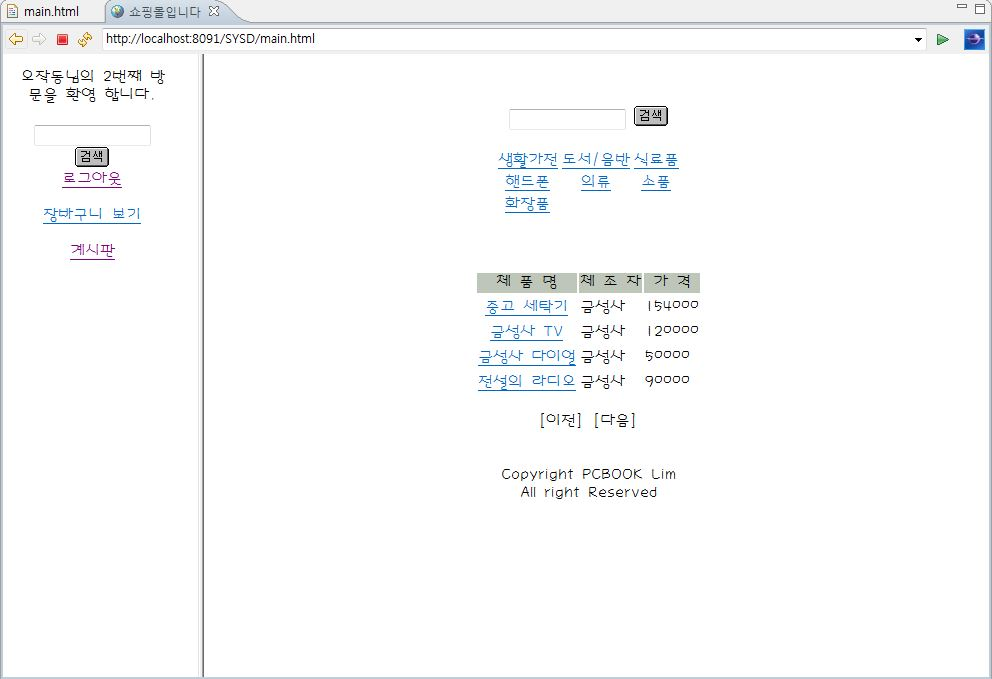 main.html 쇼핑몰입니다
http://localhost:8091/SYSD/main.html
오작동님의 2번째 방
문을 환영 합니다.
검색
로그아웃
장바구니 보기
게시판
검색
생활가전 도서/음반 식료품
핸드폰 의류 소품
화장품
제 품 명 제 조 자 가 격
중고 세탁기 금성사 154000
금성사 TV 금성사 120000
금성사 다이얼 금성사 50000
전설의 라디오 금성사 90000
[이전] [다음]
Copyright PCBOOK Lim
All right Reserved